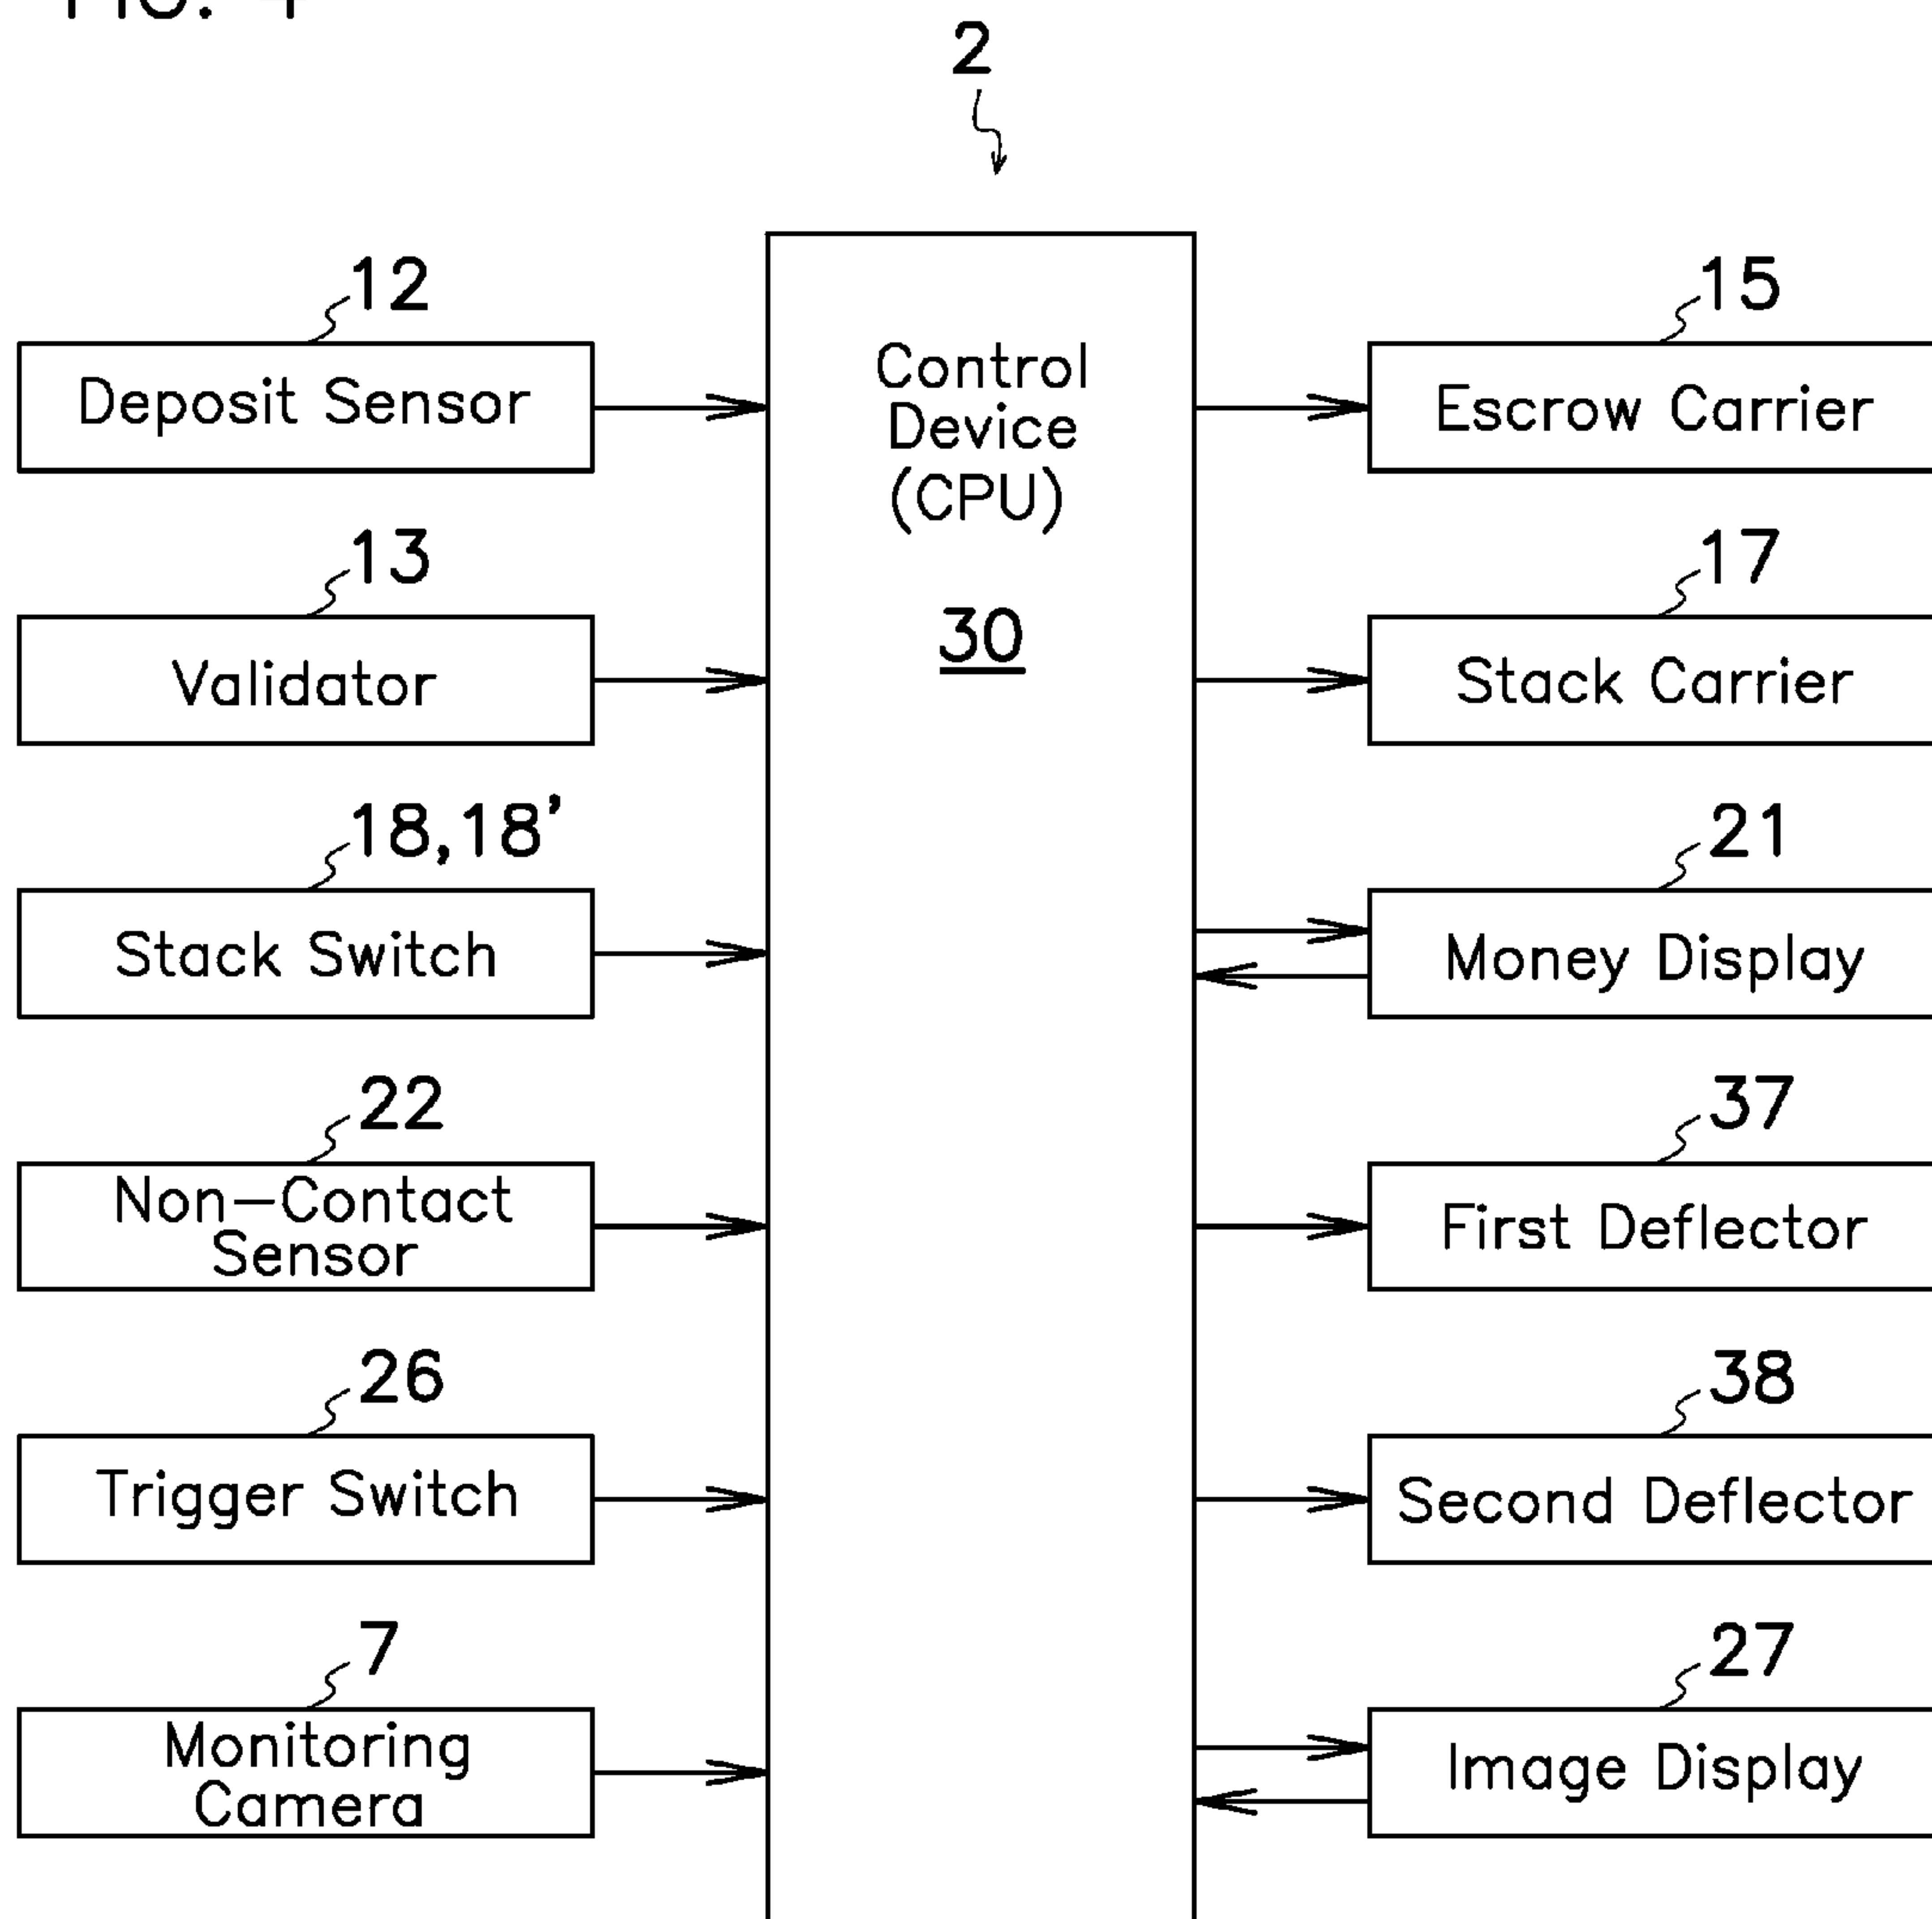 FIG. 4
2
12
Deposit Sensor
13
Validator
18,18'
Stack Switch
22
Non-Contact
Sensor
26
Trigger Switch
7
Monitoring
Camera
Control
Device
(CPU)
30
15
Escrow Carrier
17
Stack Carrier
21
Money Display
37
First Deflector
38
Second Deflector
27
Image Display